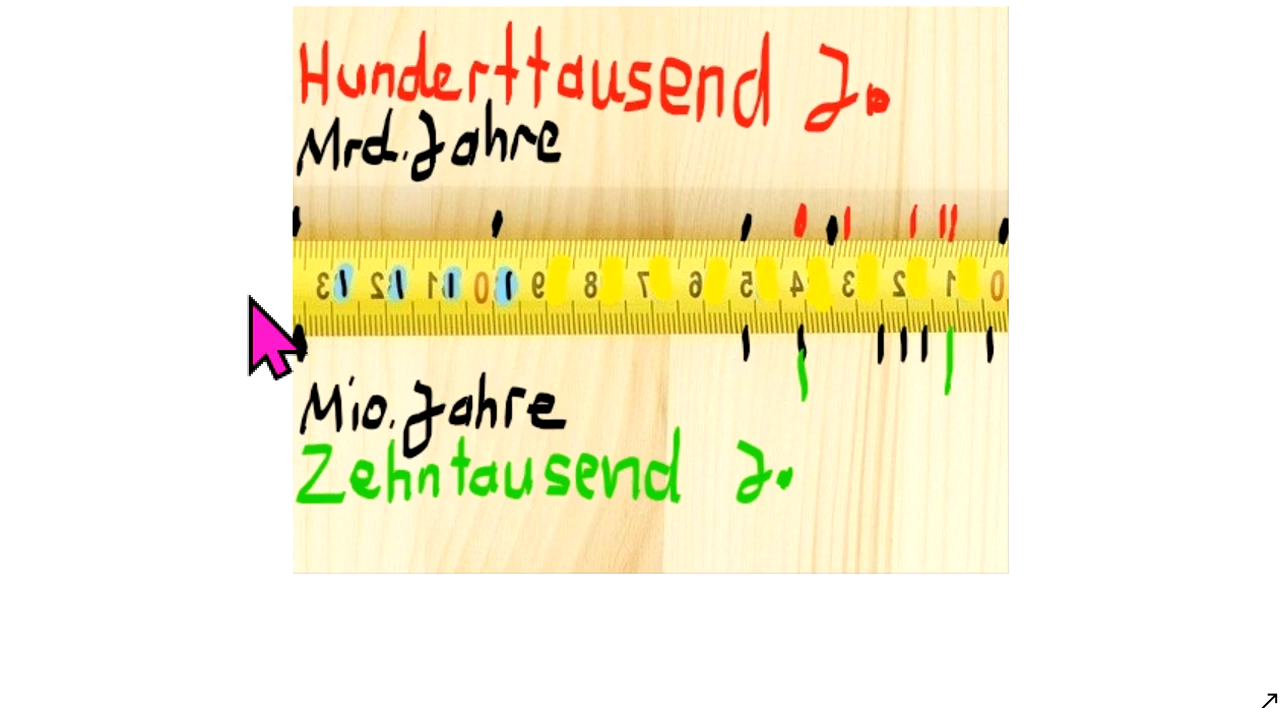 Hunderttausend J.
Mrd. Jahre
13 12 11 10 9 8 7 6 5 4 3 2 1 0
Mio. Jahre
Zehntausend J.